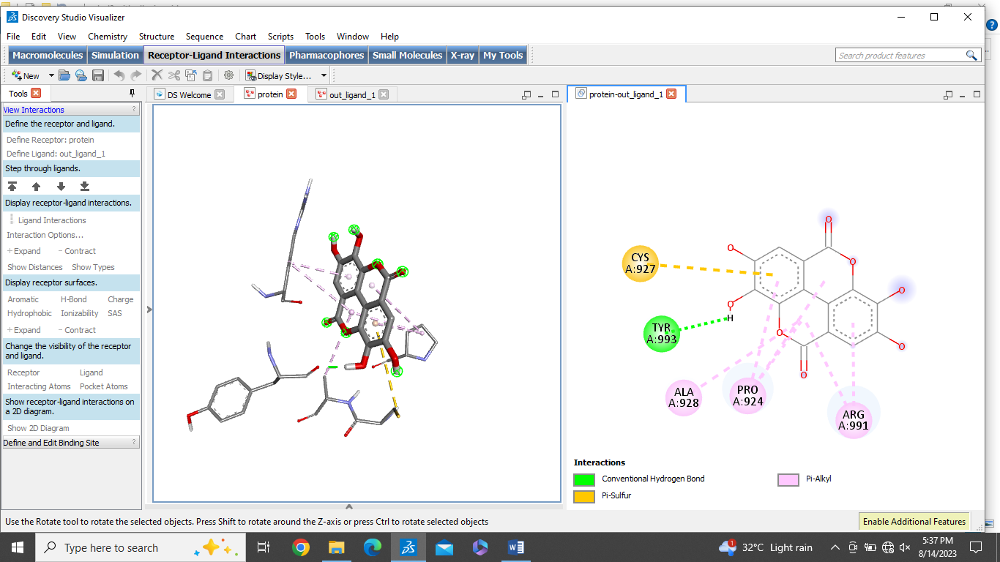 Discovery Studio Visualizer
File Edit View Chemistry Structure Sequence Chart Scripts Tools Window Help
Macromolecules Simulation Receptor-Ligand Interactions Pharmacophores Small Molecules X-ray My Tools
Search product features
New Display Style...
Tools
DS Welcome protein out_ligand_1
protein-out_ligand_1
View Interactions ?
Define the receptor and ligand.
Define Receptor: protein
Define Ligand: out_ligand_1
Step through ligands.
Display receptor-ligand interactions.
Ligand Interactions
Interaction Options...
+ Expand - Contract
Show Distances Show Types
Display receptor surfaces.
Aromatic H-Bond Charge
Hydrophobic Ionizability SAS
+ Expand - Contract
Change the visibility of the receptor
and ligand.
Receptor Ligand
Interacting Atoms Pocket Atoms
Show receptor-ligand interactions on
a 2D diagram.
Show 2D Diagram
Define and Edit Binding Site ?
O
O
O
O
O
H
O
O
O
CYS
A:927
TYR
A:993
ALA
A:928
PRO
A:924
ARG
A:991
Interactions
Conventional Hydrogen Bond
Pi-Sulfur
Pi-Alkyl
Use the Rotate tool to rotate the selected objects. Press Shift to rotate around the Z-axis or press Ctrl to rotate selected objects
Enable Additional Features
Type here to search
1
32°C Light rain
5:37 PM
8/14/2023